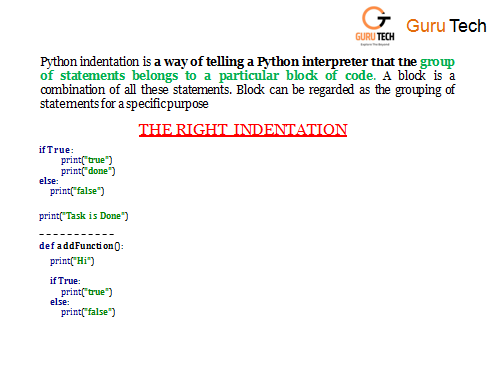 GURU TECH
Explore The Beyond
Guru Tech
Python indentation is a way of telling a Python interpreter that the group
of statements belongs to a particular block of code. A block is a
combination of all these statements. Block can be regarded as the grouping of
statements for a specific purpose
THE RIGHT INDENTATION
if True:
print("true")
print("done")
else:
print("false")
print("Task is Done")
-----------
def addFunction():
print("Hi")
if True:
print("true")
else:
print("false")